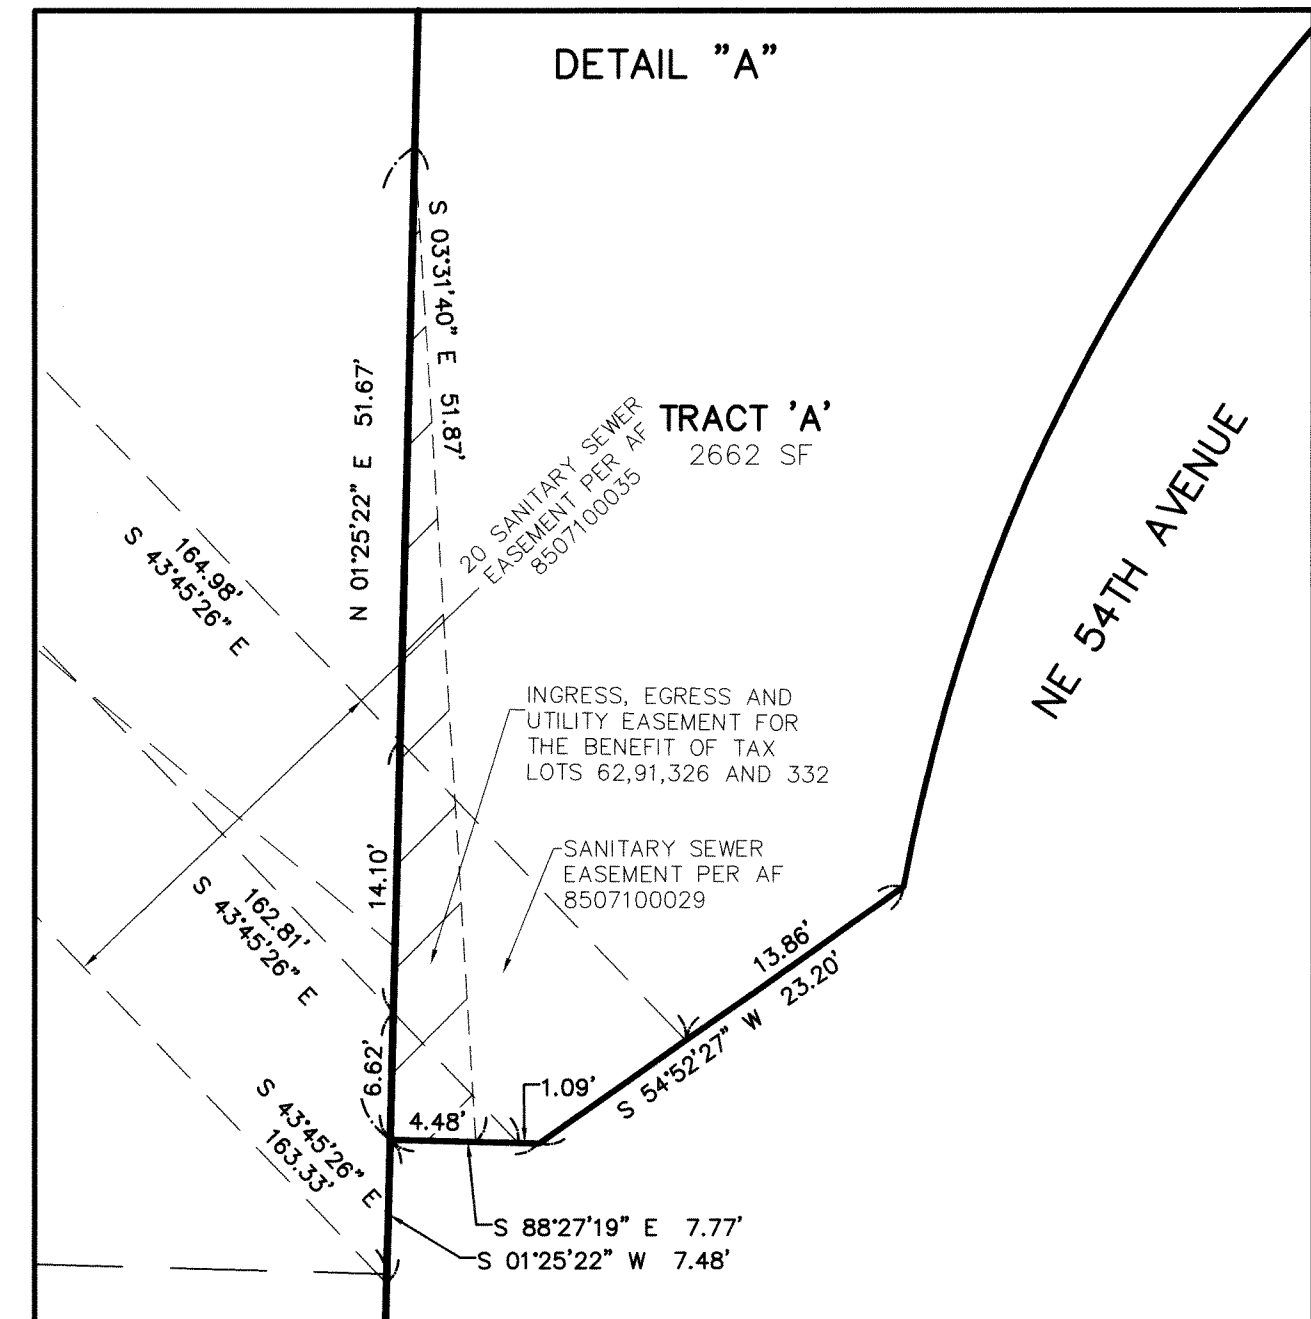 DETAIL "A"
S 03°31'40" E 51.87'
N 01°25'22" E 51.67'
20 SANITARY SEWER
EASEMENT PER AF
8507100035
TRACT 'A'
2662 SF
NE 54TH AVENUE
164.98'
S 43°45'26" E
INGRESS, EGRESS AND
UTILITY EASEMENT FOR
THE BENEFIT OF TAX
LOTS 62,91,326 AND 332
SANITARY SEWER
EASEMENT PER AF
8507100029
14.10'
162.81'
S 43°45'26" E
13.86'
S 54°52'27" W 23.20'
6.62'
4.48'
1.09'
S 43°45'26" E
163.33'
S 88°27'19" E 7.77'
S 01°25'22" W 7.48'